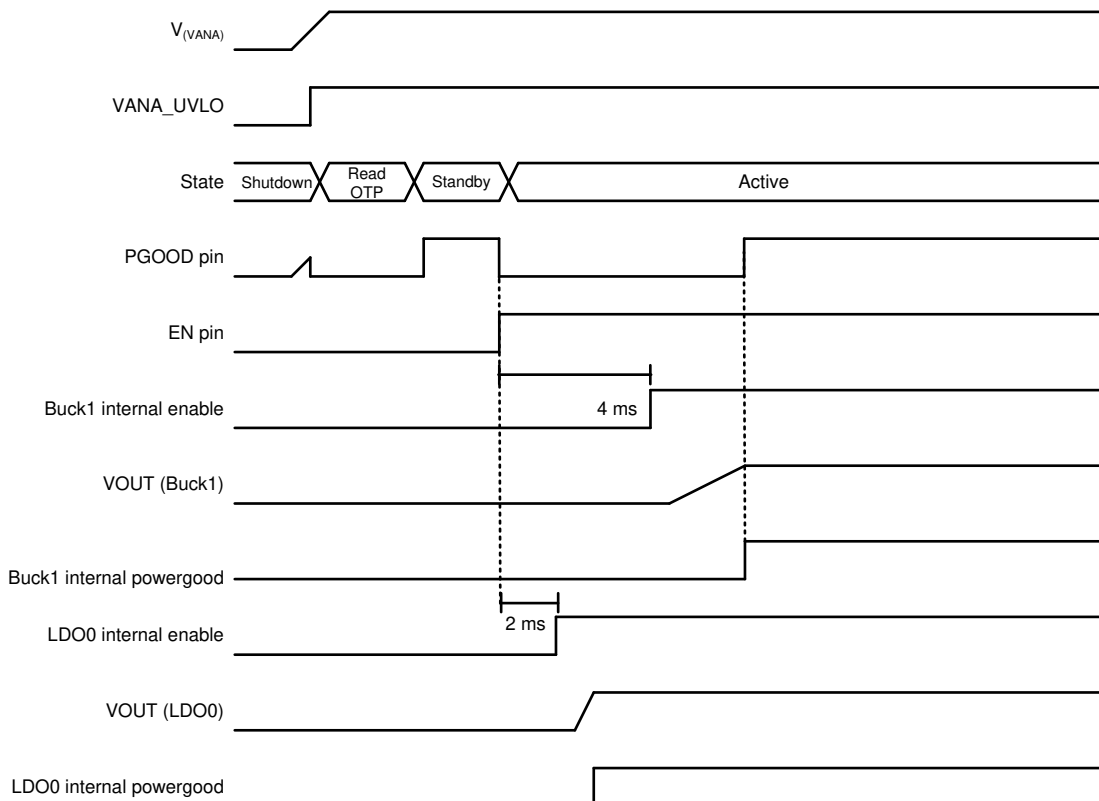 V(VANA)
VANA_UVLO
State
Shutdown
Read
OTP
Standby
Active
PGOOD pin
EN pin
Buck1 internal enable
4 ms
VOUT (Buck1)
Buck1 internal powergood
2 ms
LDO0 internal enable
VOUT (LDO0)
LDO0 internal powergood